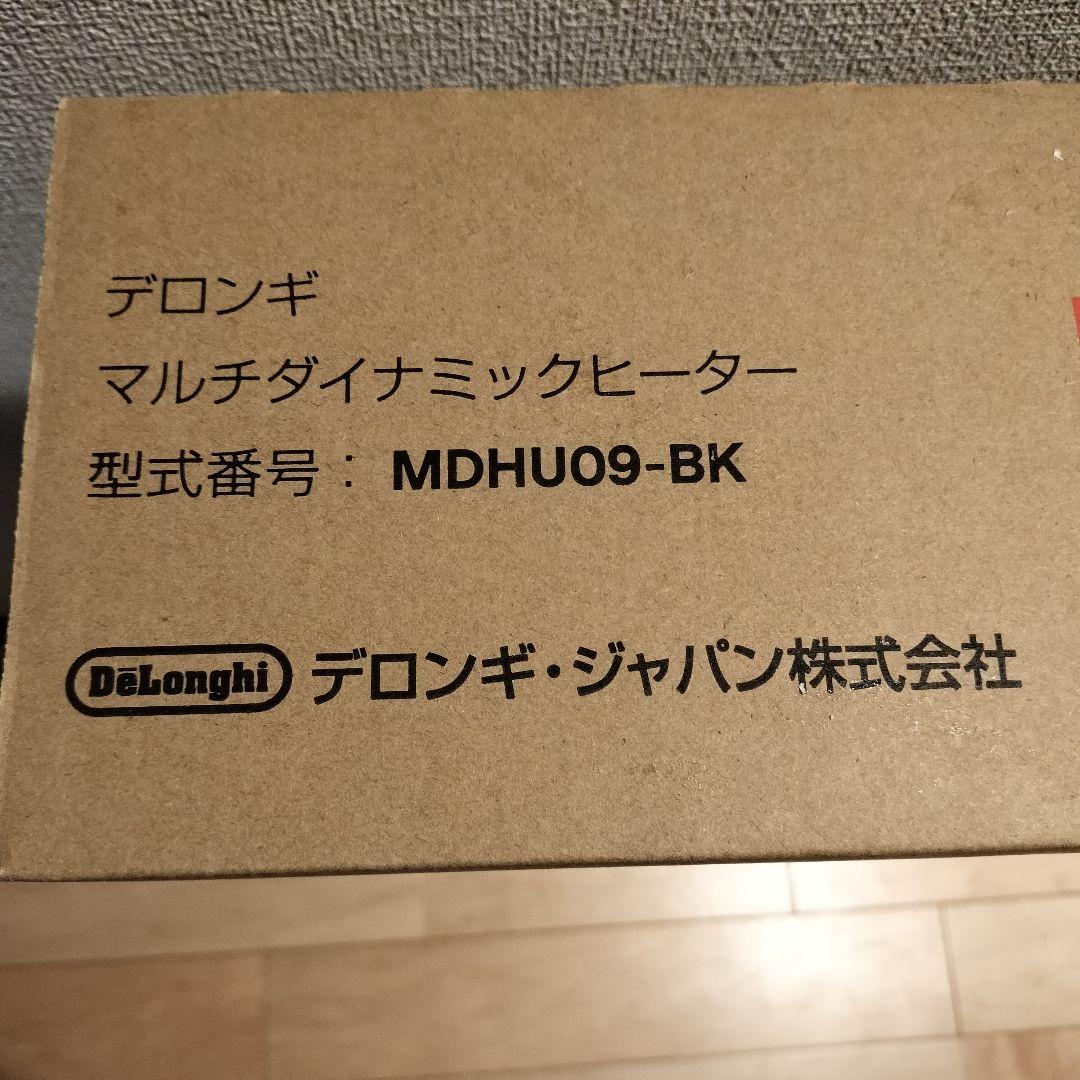 デロンギ
マルチダイナミックヒーター
型式番号： MDHU09-BK
DēLonghi デロンギ・ジャパン株式会社